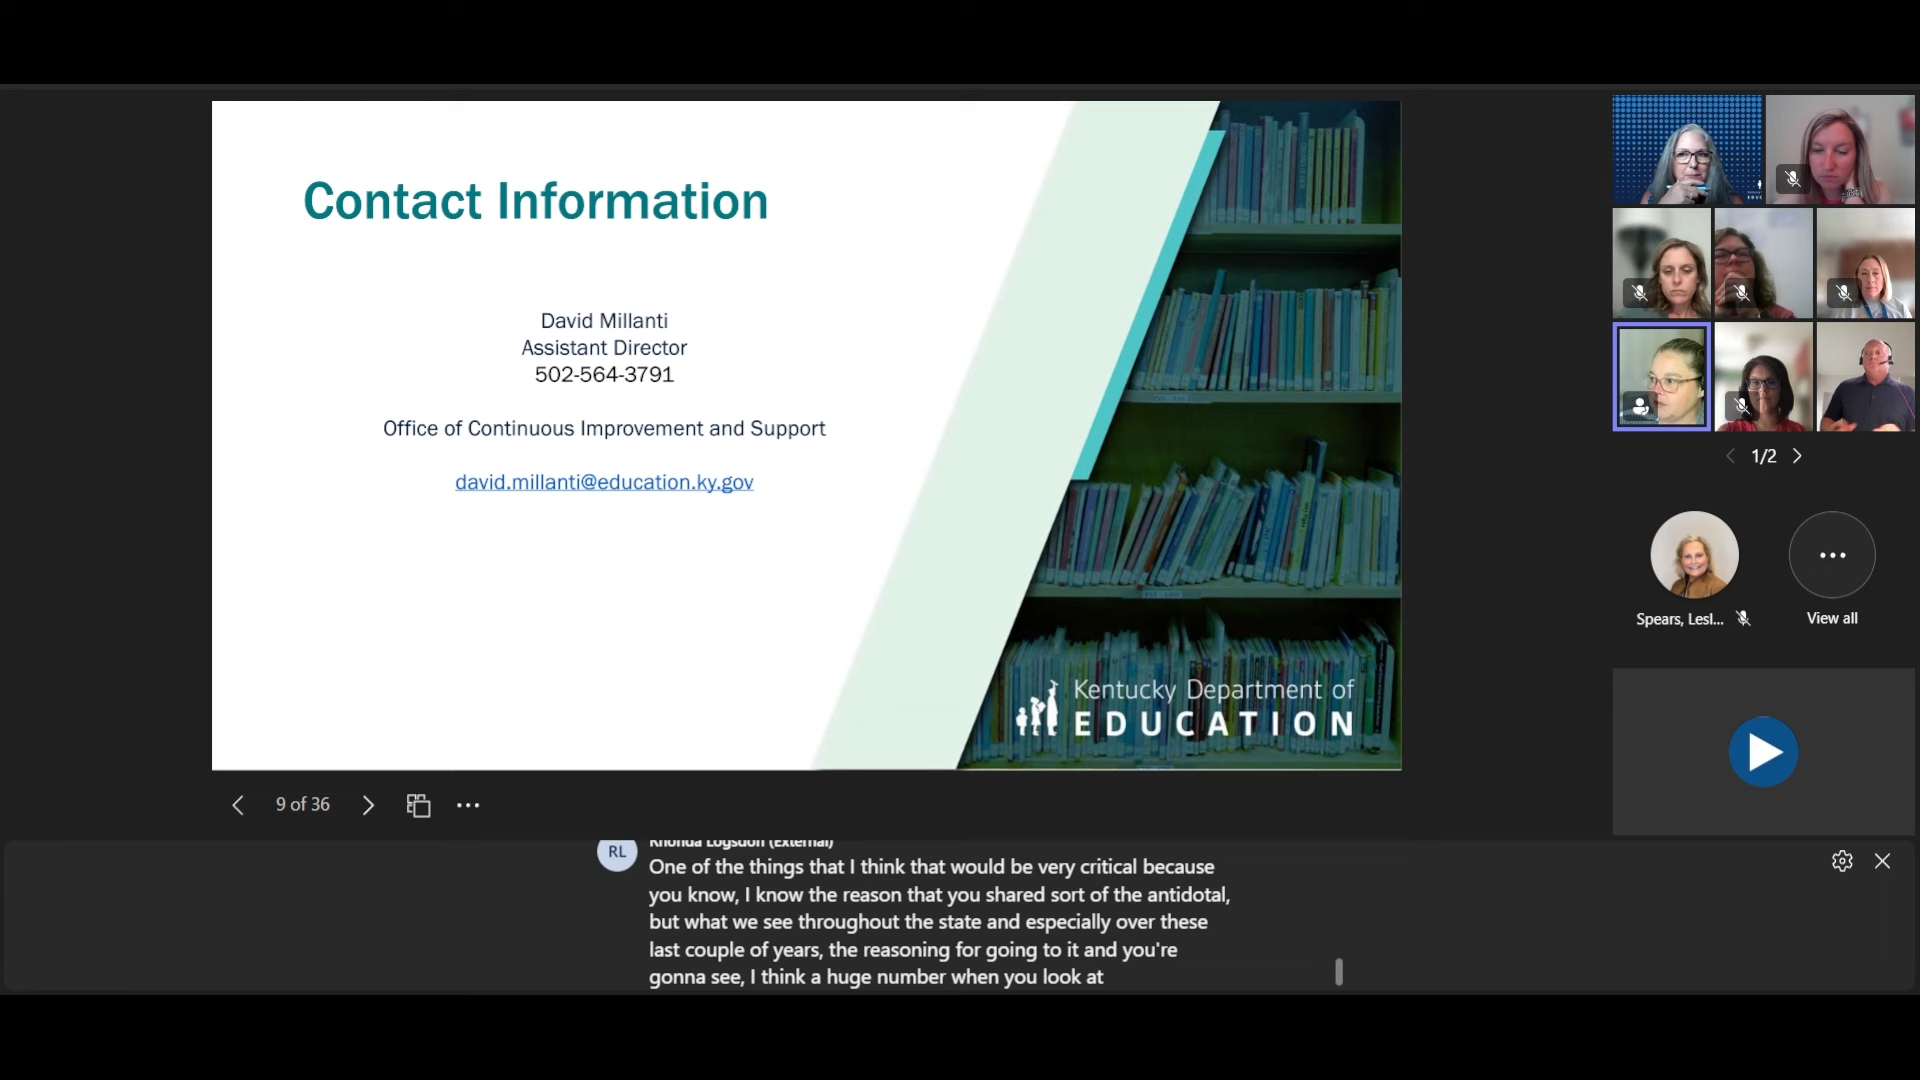 Contact Information
David Millanti
Assistant Director
502-564-3791
Office of Continuous Improvement and Support
david.millanti@education.ky.gov
Kentucky Department of
EDUCATION
1/2
Spears, Lesl...
View all
9 of 36
RL
Rhonda Logsdon (External)
One of the things that I think that would be very critical because
you know, I know the reason that you shared sort of the antidotal,
but what we see throughout the state and especially over these
last couple of years, the reasoning for going to it and you're
gonna see, I think a huge number when you look at